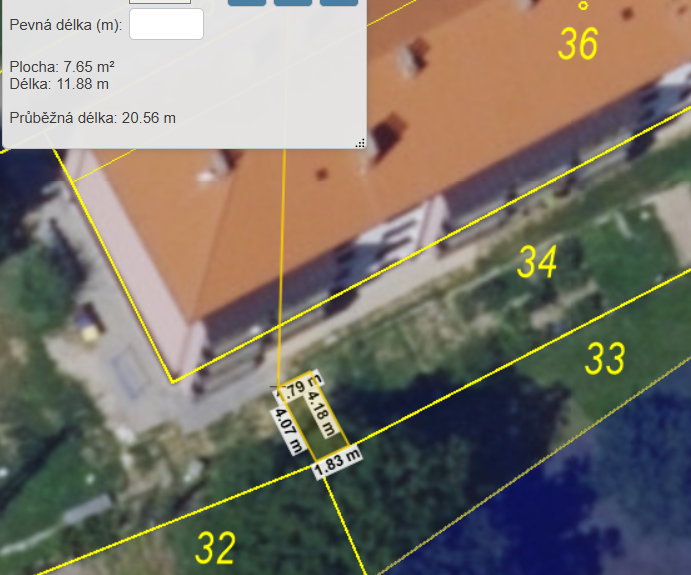 Pevná délka (m):
Plocha: 7.65 m²
Délka: 11.88 m
Průběžná délka: 20.56 m
36
34
33
1.79 m
4.18 m
4.07 m
1.83 m
32